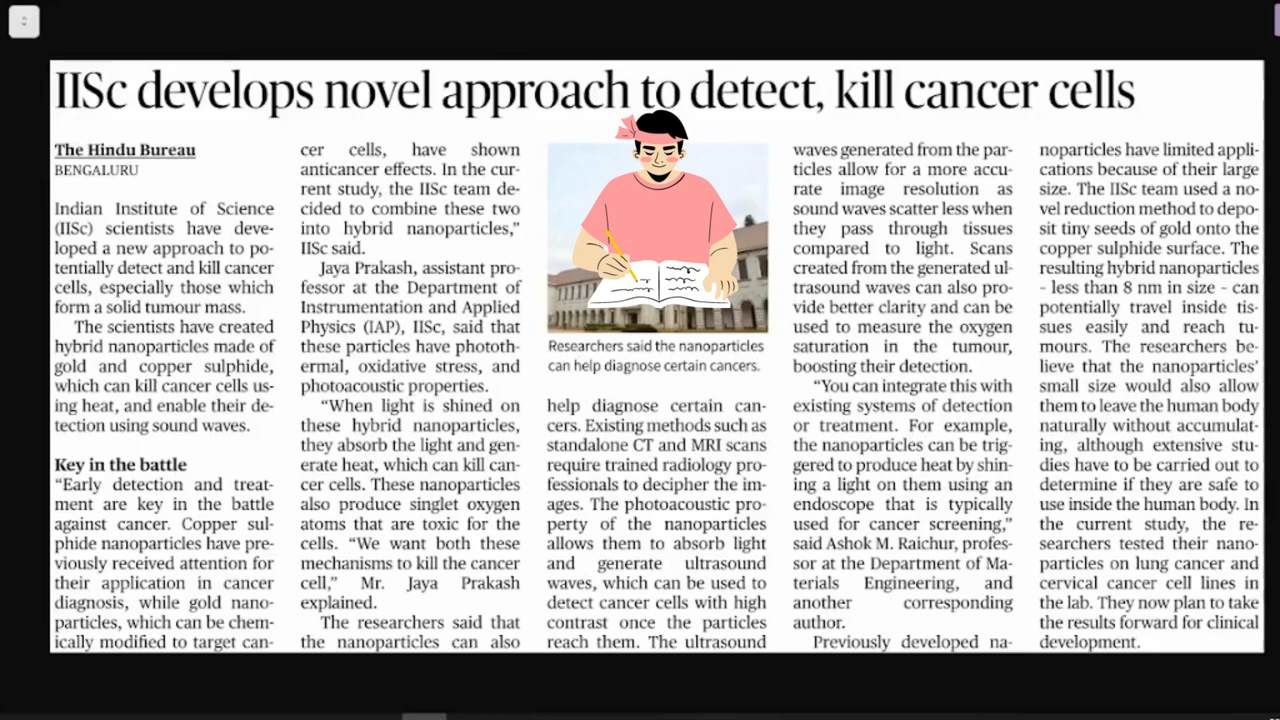 IISc develops novel approach to detect, kill cancer cells
The Hindu Bureau
BENGALURU
Indian Institute of Science
(IISc) scientists have deve-
loped a new approach to po-
tentially detect and kill cancer
cells, especially those which
form a solid tumour mass.
The scientists have created
hybrid nanoparticles made of
gold and copper sulphide,
which can kill cancer cells us-
ing heat, and enable their de-
tection using sound waves.
Key in the battle
“Early detection and treat-
ment are key in the battle
against cancer. Copper sul-
phide nanoparticles have pre-
viously received attention for
their application in cancer
diagnosis, while gold nano-
particles, which can be chem-
ically modified to target can-
cer cells, have shown
anticancer effects. In the cur-
rent study, the IISc team de-
cided to combine these two
into hybrid nanoparticles,”
IISc said.
Jaya Prakash, assistant pro-
fessor at the Department of
Instrumentation and Applied
Physics (IAP), IISc, said that
these particles have phototh-
ermal, oxidative stress, and
photoacoustic properties.
“When light is shined on
these hybrid nanoparticles,
they absorb the light and gen-
erate heat, which can kill can-
cer cells. These nanoparticles
also produce singlet oxygen
atoms that are toxic for the
cells. “We want both these
mechanisms to kill the cancer
cell,” Mr. Jaya Prakash
explained.
The researchers said that
the nanoparticles can also
Researchers said the nanoparticles
can help diagnose certain cancers.
help diagnose certain can-
cers. Existing methods such as
standalone CT and MRI scans
require trained radiology pro-
fessionals to decipher the im-
ages. The photoacoustic pro-
perty of the nanoparticles
allows them to absorb light
and generate ultrasound
waves, which can be used to
detect cancer cells with high
contrast once the particles
reach them. The ultrasound
waves generated from the par-
ticles allow for a more accu-
rate image resolution as
sound waves scatter less when
they pass through tissues
compared to light. Scans
created from the generated ul-
trasound waves can also pro-
vide better clarity and can be
used to measure the oxygen
saturation in the tumour,
boosting their detection.
“You can integrate this with
existing systems of detection
or treatment. For example,
the nanoparticles can be trig-
gered to produce heat by shin-
ing a light on them using an
endoscope that is typically
used for cancer screening,”
said Ashok M. Raichur, profes-
sor at the Department of Ma-
terials Engineering, and
another corresponding
author.
Previously developed na-
noparticles have limited appli-
cations because of their large
size. The IISc team used a no-
vel reduction method to depo-
sit tiny seeds of gold onto the
copper sulphide surface. The
resulting hybrid nanoparticles
- less than 8 nm in size - can
potentially travel inside tis-
sues easily and reach tu-
mours. The researchers be-
lieve that the nanoparticles’
small size would also allow
them to leave the human body
naturally without accumulat-
ing, although extensive stu-
dies have to be carried out to
determine if they are safe to
use inside the human body. In
the current study, the re-
searchers tested their nano-
particles on lung cancer and
cervical cancer cell lines in
the lab. They now plan to take
the results forward for clinical
development.